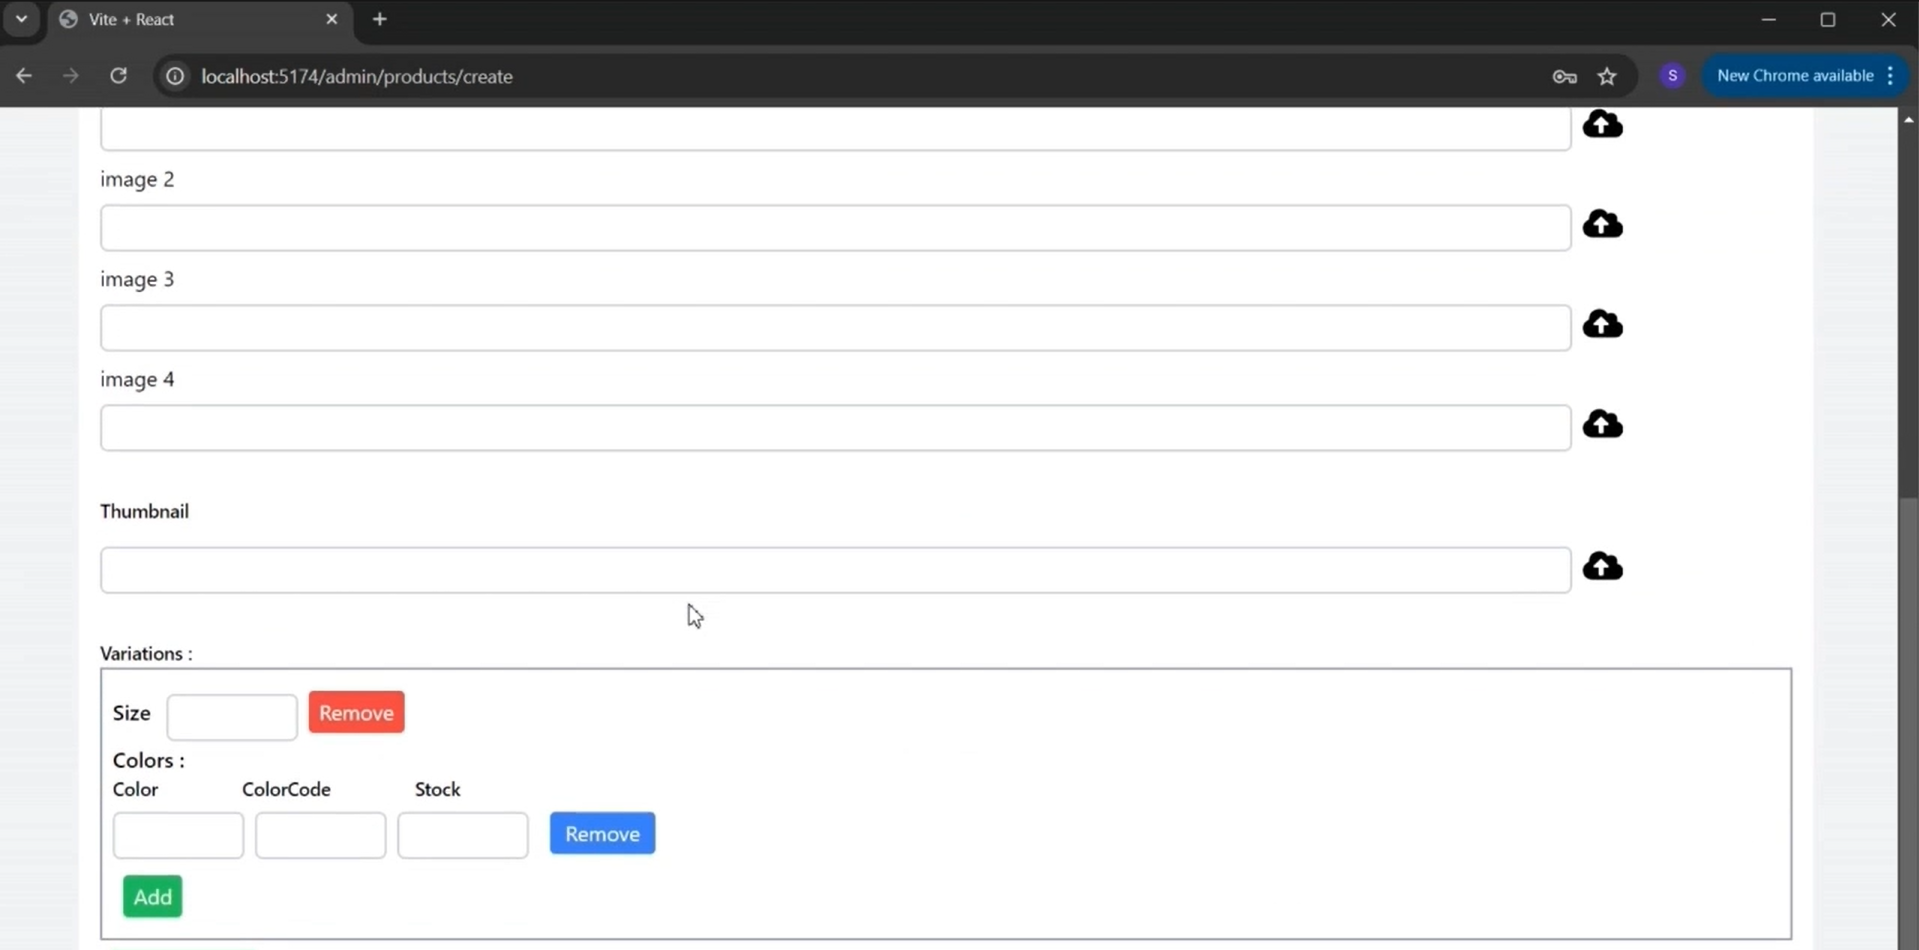 Vite + React
localhost:5174/admin/products/create
S
New Chrome available
image 2
image 3
image 4
Thumbnail
Variations :
Size
Remove
Colors :
Color ColorCode Stock
Remove
Add